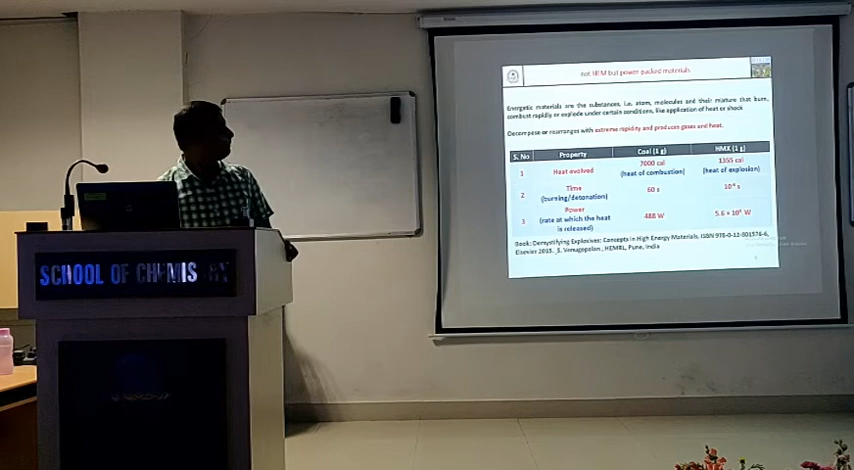 not HEM but power packed materials
Energetic materials are the substances, i.e. atom, molecules and their mixture that burn,
combust rapidly or explode under certain conditions, like application of heat or shock
Decompose or rearranges with extreme rapidity and produces gases and heat.
S. No Property Coal (1 g) HMX (1 g)
1 Heat evolved 7000 cal (heat of combustion) 1355 cal (heat of explosion)
2 Time (burning/detonation) 60 s 10⁻⁶ s
3 Power (rate at which the heat is released) 488 W W
Book: Demystifying Explosives: Concepts in High Energy Materials, ISBN 978-0-12-801576-6,
Elsevier 2015. S. Venugopalan, HEMRL, Pune, India
SCHOOL OF CHEMISTRY